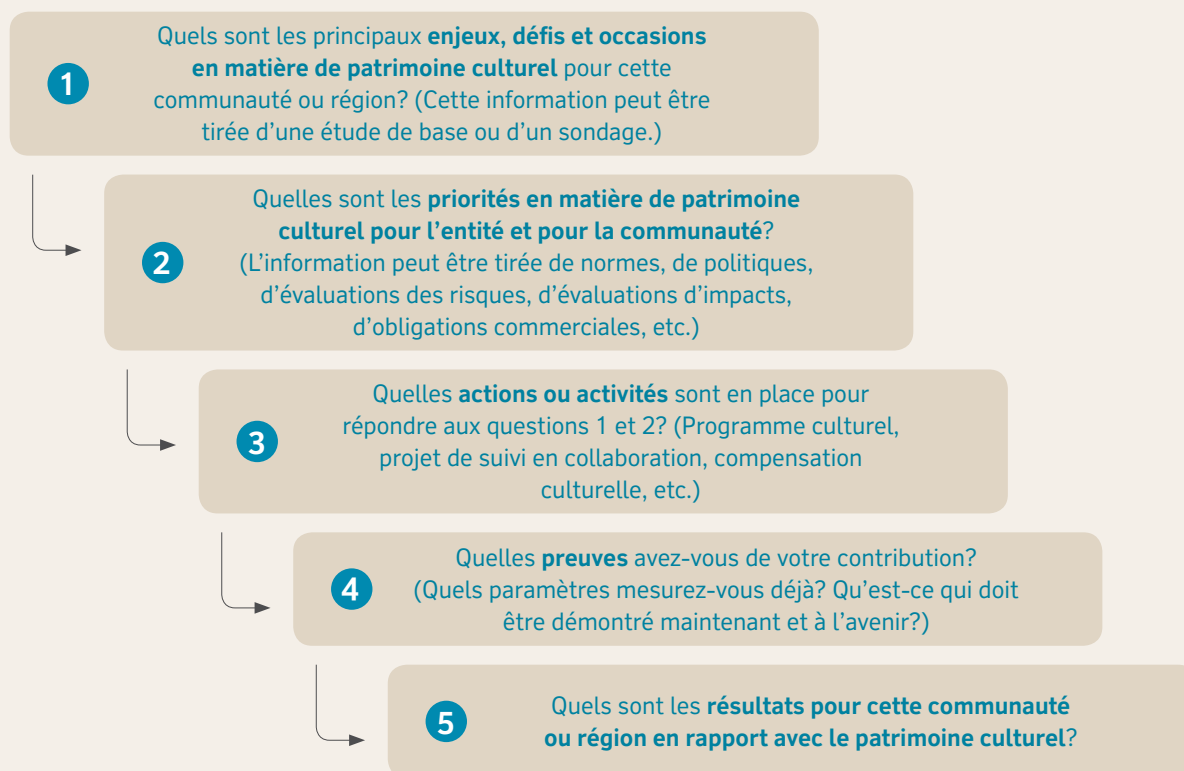 1
Quels sont les principaux enjeux, défis et occasions
en matière de patrimoine culturel pour cette
communauté ou région? (Cette information peut être
tirée d’une étude de base ou d’un sondage.)
2
Quelles sont les priorités en matière de patrimoine
culturel pour l’entité et pour la communauté?
(L’information peut être tirée de normes, de politiques,
d’évaluations des risques, d’évaluations d’impacts,
d’obligations commerciales, etc.)
3
Quelles actions ou activités sont en place pour
répondre aux questions 1 et 2? (Programme culturel,
projet de suivi en collaboration, compensation
culturelle, etc.)
4
Quelles preuves avez-vous de votre contribution?
(Quels paramètres mesurez-vous déjà? Qu’est-ce qui doit
être démontré maintenant et à l’avenir?)
5
Quels sont les résultats pour cette communauté
ou région en rapport avec le patrimoine culturel?